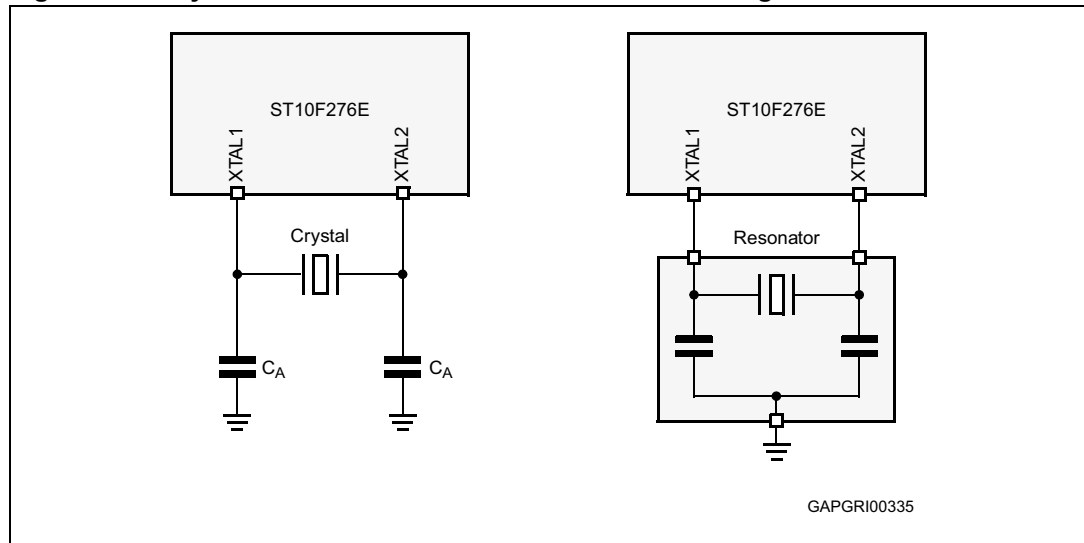 ST10F276E
XTAL1
XTAL2
Crystal
CA
CA
ST10F276E
XTAL1
XTAL2
Resonator
GAPGRI00335